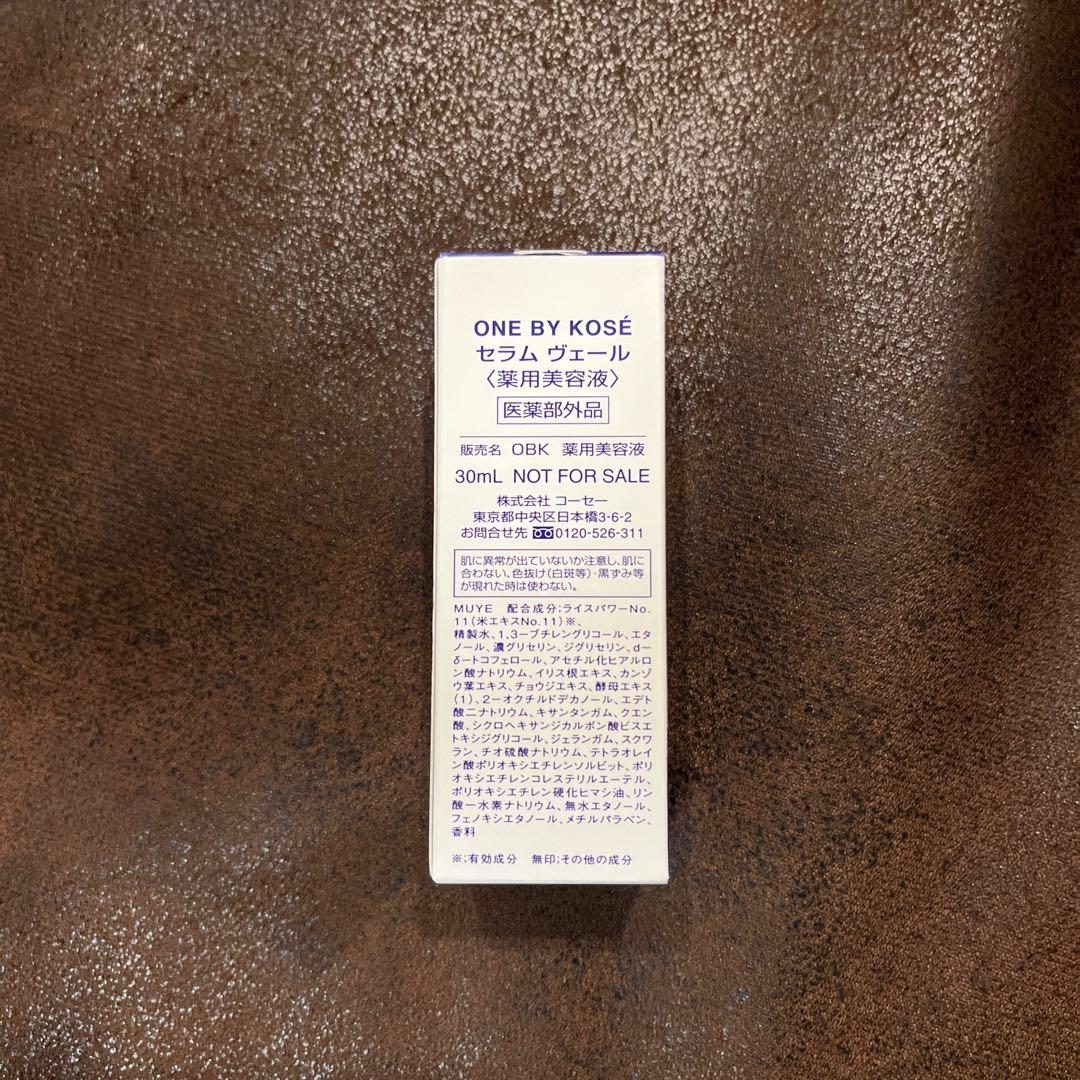 ONE BY KOSÉ
セラム ヴェール
〈薬用美容液〉
医薬部外品
販売名 OBK 薬用美容液
30mL NOT FOR SALE
株式会社 コーセー
東京都中央区日本橋3-6-2
お問合せ先 0120-526-311
肌に異常が出ていないか注意し、肌に
合わない、色抜け(白斑等)・黒ずみ等
が現れた時は使わない。
MUYE 配合成分;ライスパワーNo.
11(米エキスNo.11)※、
精製水、1,3-ブチレングリコール、エタ
ノール、濃グリセリン、ジグリセリン、d-
δ-トコフェロール、アセチル化ヒアルロ
ン酸ナトリウム、イリス根エキス、カンゾ
ウ葉エキス、チョウジエキス、酵母エキス
(1)、2-オクチルドデカノール、エデト
酸二ナトリウム、キサンタンガム、クエン
酸、シクロヘキサンジカルボン酸ビスエ
トキシジグリコール、ジェランガム、スクワ
ラン、チオ硫酸ナトリウム、テトラオレイ
ン酸ポリオキシエチレンソルビット、ポリ
オキシエチレンコレステリルエーテル、
ポリオキシエチレン硬化ヒマシ油、リン
酸一水素ナトリウム、無水エタノール、
フェノキシエタノール、メチルパラベン、
香料
※;有効成分 無印;その他の成分